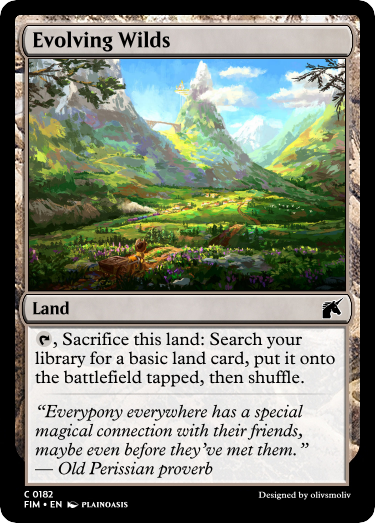 Evolving Wilds
Land
, Sacrifice this land: Search your
library for a basic land card, put it onto
the battlefield tapped, then shuffle.
“Everypony everywhere has a special
magical connection with their friends,
maybe even before they’ve met them.”
— Old Perissian proverb
C 0182
Designed by olivsmoliv
FIM • EN PLAINOASIS